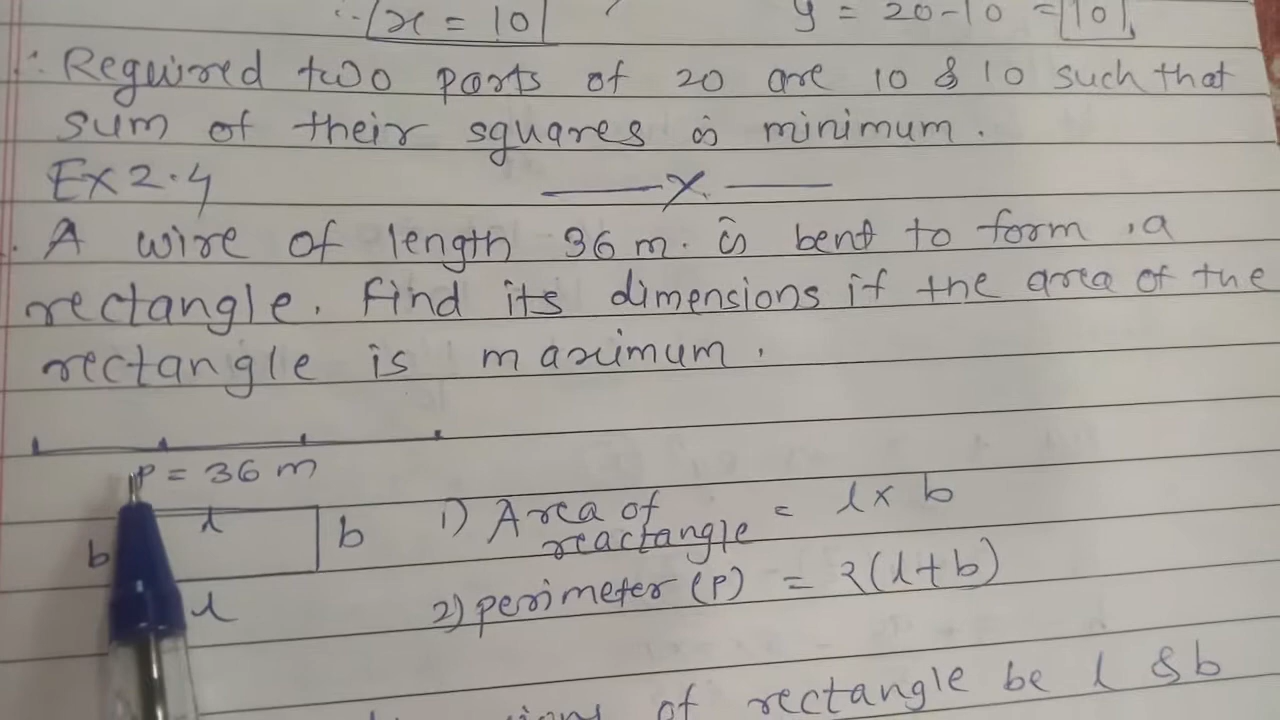 ∴ x = 10 y = 20-10 = 10
∴ Required two parts of 20 are 10 & 10 such that
sum of their squares is minimum.
Ex 2.4 —x—
A wire of length 36 m. is bent to form a
rectangle. Find its dimensions if the area of the
rectangle is maximum.
P = 36 m
l
b b
l
1) Area of reactangle = l x b
2) perimeter (P) = 2(l+b)
of rectangle be l & b